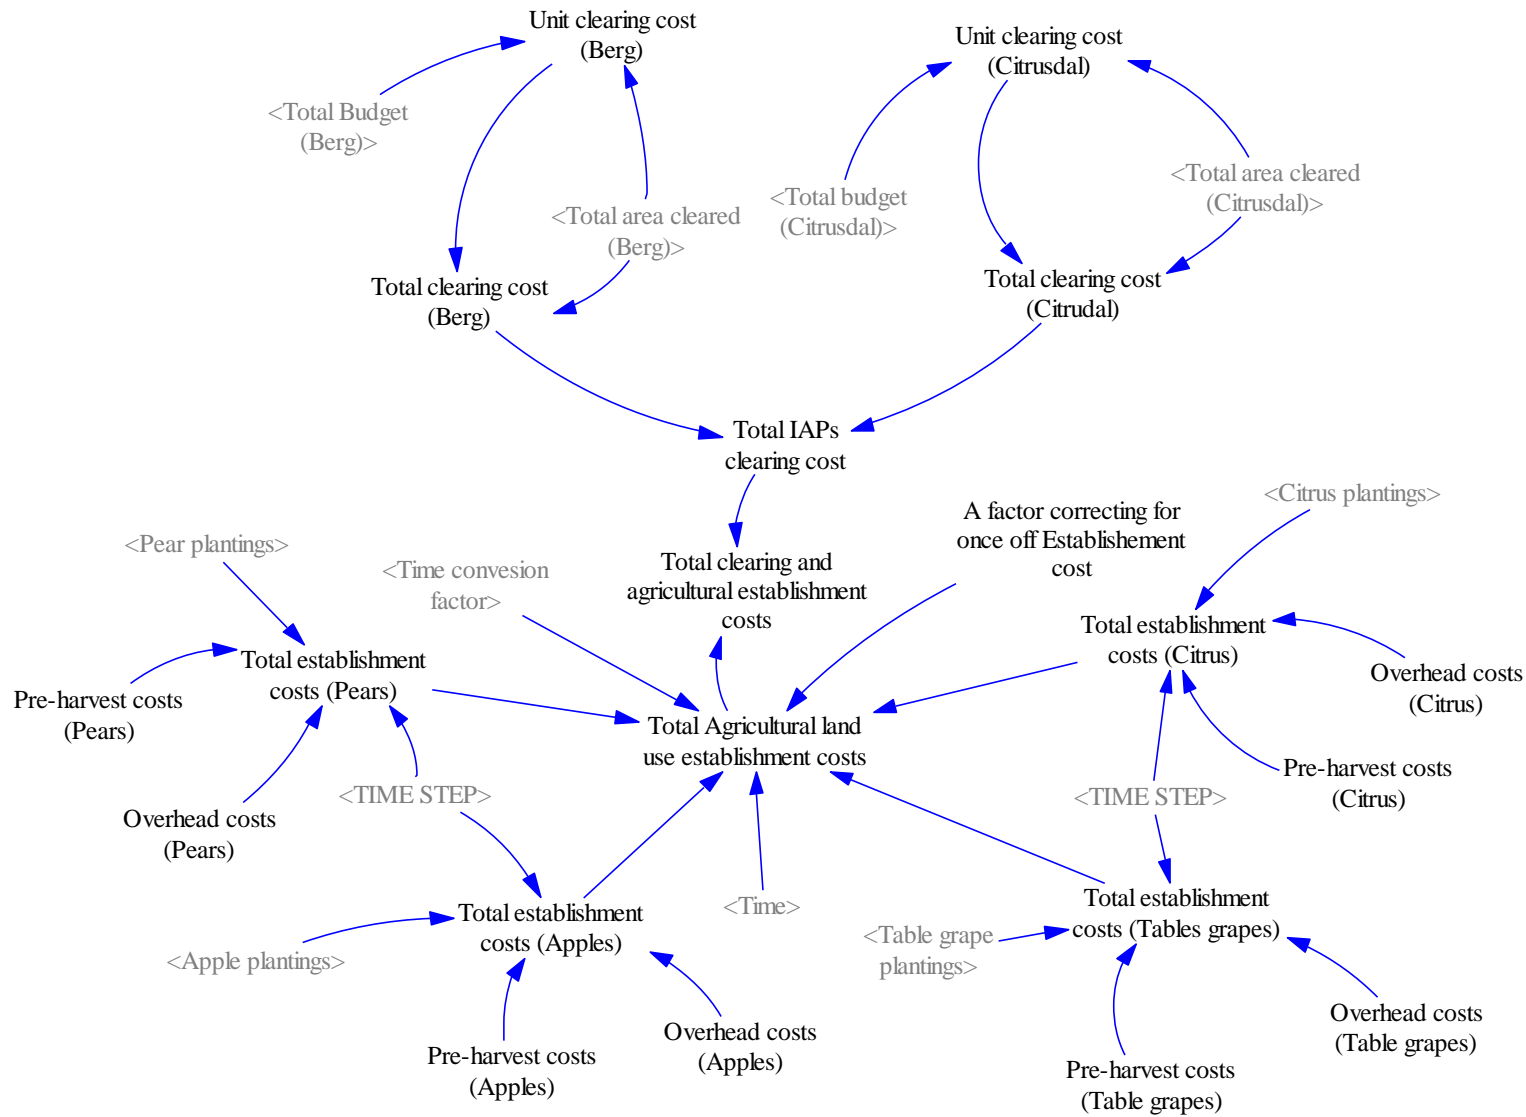 Unit clearing cost
(Berg)
Unit clearing cost
(Citrusdal)
<Total Budget
(Berg)>
<Total area cleared
(Berg)>
<Total budget
(Citrusdal)>
<Total area cleared
(Citrusdal)>
Total clearing cost
(Berg)
Total clearing cost
(Citrudal)
Total IAPs
clearing cost
<Citrus plantings>
A factor correcting for
once off Establishement
cost
<Pear plantings>
<Time convesion
factor>
Total clearing and
agricultural establishment
costs
Total establishment
costs (Citrus)
Total establishment
costs (Pears)
Overhead costs
(Citrus)
Pre-harvest costs
(Pears)
Total Agricultural land
use establishment costs
Pre-harvest costs
(Citrus)
<TIME STEP>
<TIME STEP>
Overhead costs
(Pears)
<Time>
Total establishment
costs (Apples)
Total establishment
costs (Tables grapes)
<Table grape
plantings>
<Apple plantings>
Overhead costs
(Table grapes)
Overhead costs
(Apples)
Pre-harvest costs
(Apples)
Pre-harvest costs
(Table grapes)